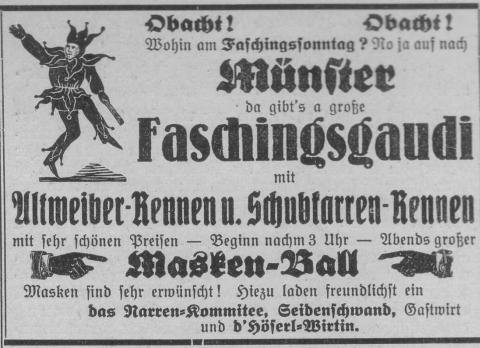 Obacht! Obacht!
Wohin am Faschingssonntag? No ja auf nach
Münster
da gibt's a große
Faschingsgaudi
mit
Altweiber-Rennen u. Schubkarren-Rennen
mit sehr schönen Preisen — Beginn nachm 3 Uhr — Abends großer
Masken-Ball
Masken sind sehr erwünscht! Hiezu laden freundlichst ein
das Narren-Kommitee, Seidenschwand, Gastwirt
und d'Höserl-Wirtin.